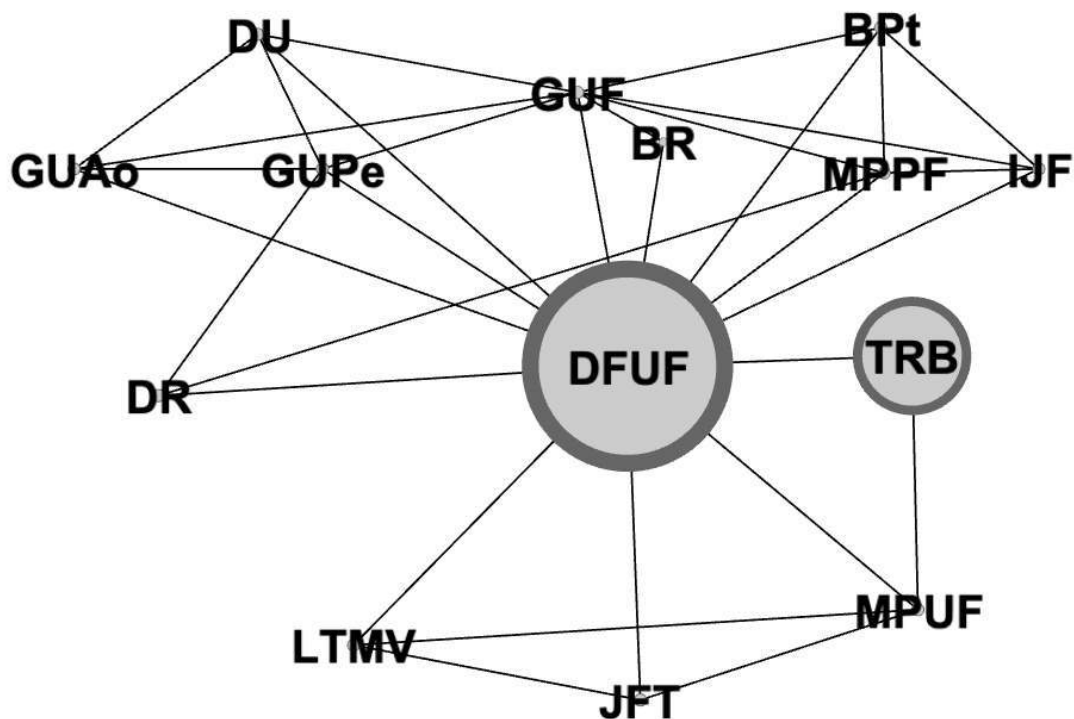 DU
BPt
GUF
BR
GUAo
GUPe
MPPF
IJF
DFUF
TRB
DR
MPUF
LTMV
JFT